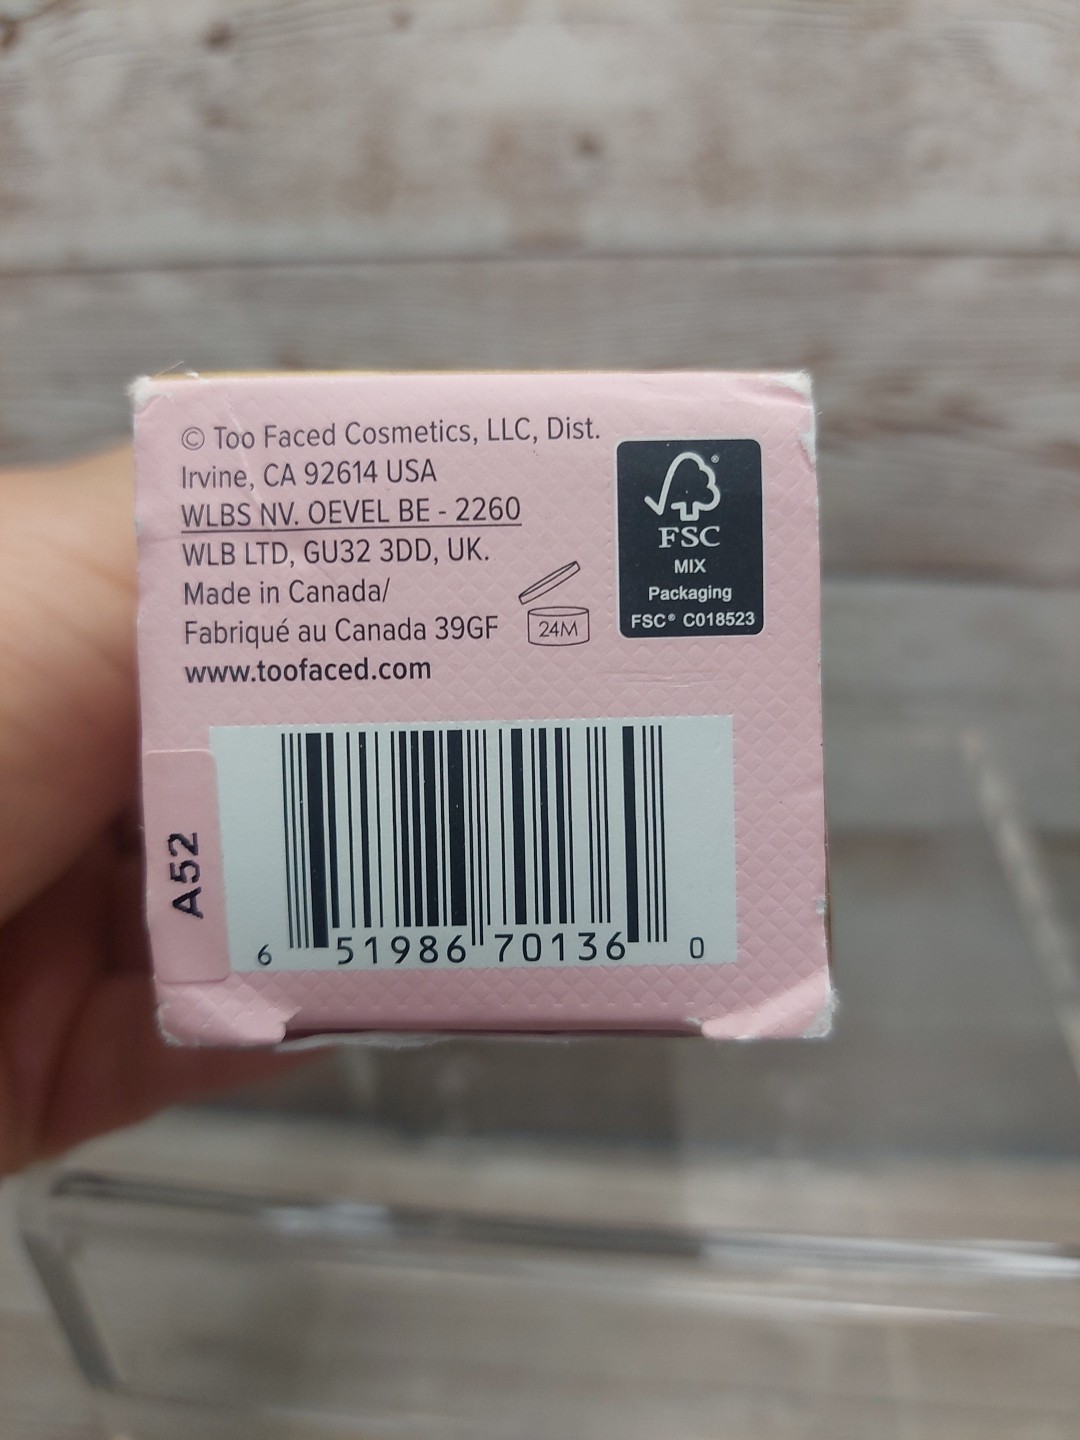 © Too Faced Cosmetics, LLC, Dist.
Irvine, CA 92614 USA
WLBS NV. OEVEL BE - 2260
WLB LTD, GU32 3DD, UK.
Made in Canada/
Fabriqué au Canada 39GF
www.toofaced.com
24M
®
FSC
MIX
Packaging
FSC® C018523
A52
6 51986 70136 0